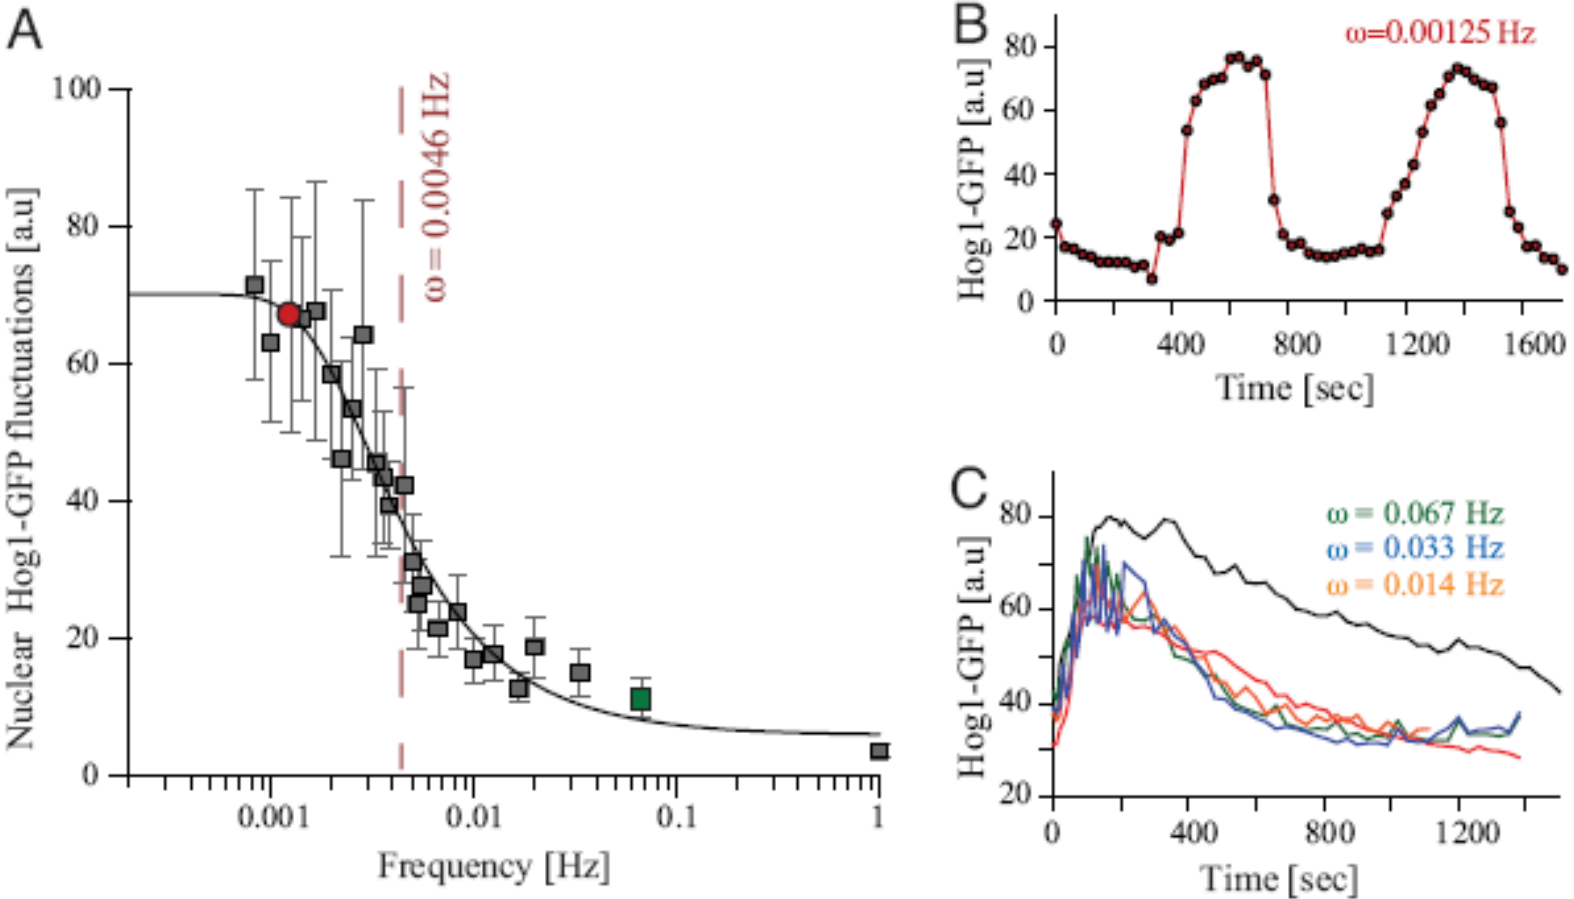 A
Nuclear Hog1-GFP fluctuations [a.u]
100
80
60
40
20
0
ω = 0.0046 Hz
0.001
0.01
0.1
1
Frequency [Hz]
B
ω=0.00125 Hz
Hog1-GFP [a.u]
80
60
40
20
0
0
400
800
1200
1600
Time [sec]
C
ω = 0.067 Hz
ω = 0.033 Hz
ω = 0.014 Hz
Hog1-GFP [a.u]
80
60
40
20
0
400
800
1200
Time [sec]